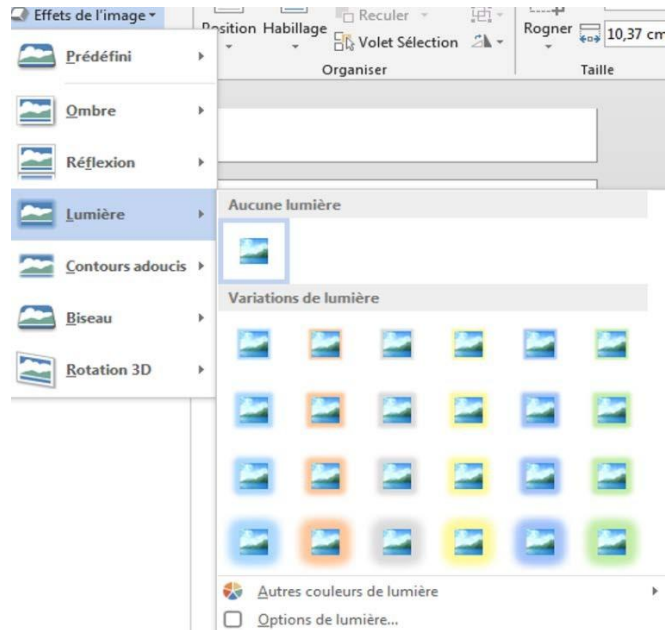 Effets de l'image
Reculer
Position Habillage
Volet Sélection
Rogner
10,37 cm
Organiser
Taille
Prédéfini
Ombre
Réflexion
Lumière
Contours adoucis
Biseau
Rotation 3D
Aucune lumière
Variations de lumière
Autres couleurs de lumière
Options de lumière...